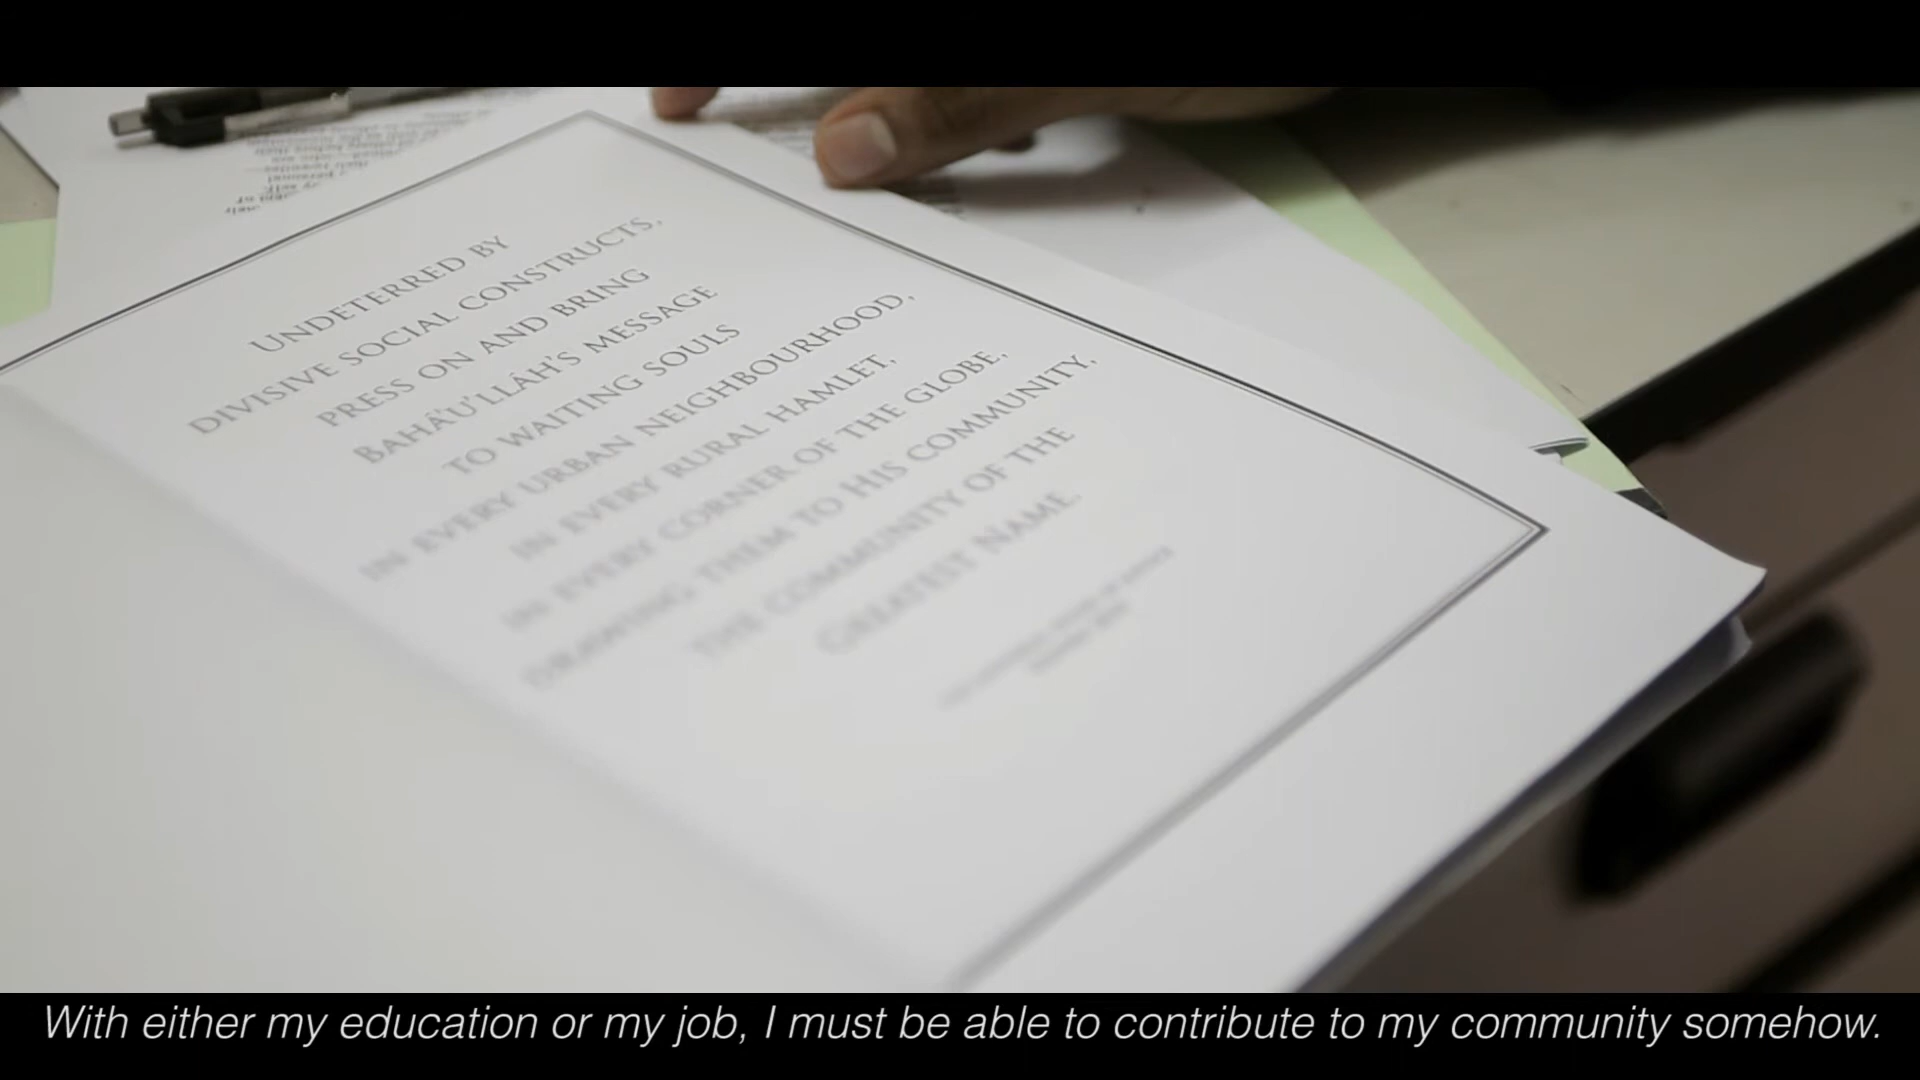 UNDETERRED BY
DIVISIVE SOCIAL CONSTRUCTS,
PRESS ON AND BRING
BAHÁ'U'LLÁH'S MESSAGE
TO WAITING SOULS
IN EVERY URBAN NEIGHBOURHOOD,
IN EVERY RURAL HAMLET,
IN EVERY CORNER OF THE GLOBE,
DRAWING THEM TO HIS COMMUNITY,
THE COMMUNITY OF THE
GREATEST NAME.
With either my education or my job, I must be able to contribute to my community somehow.